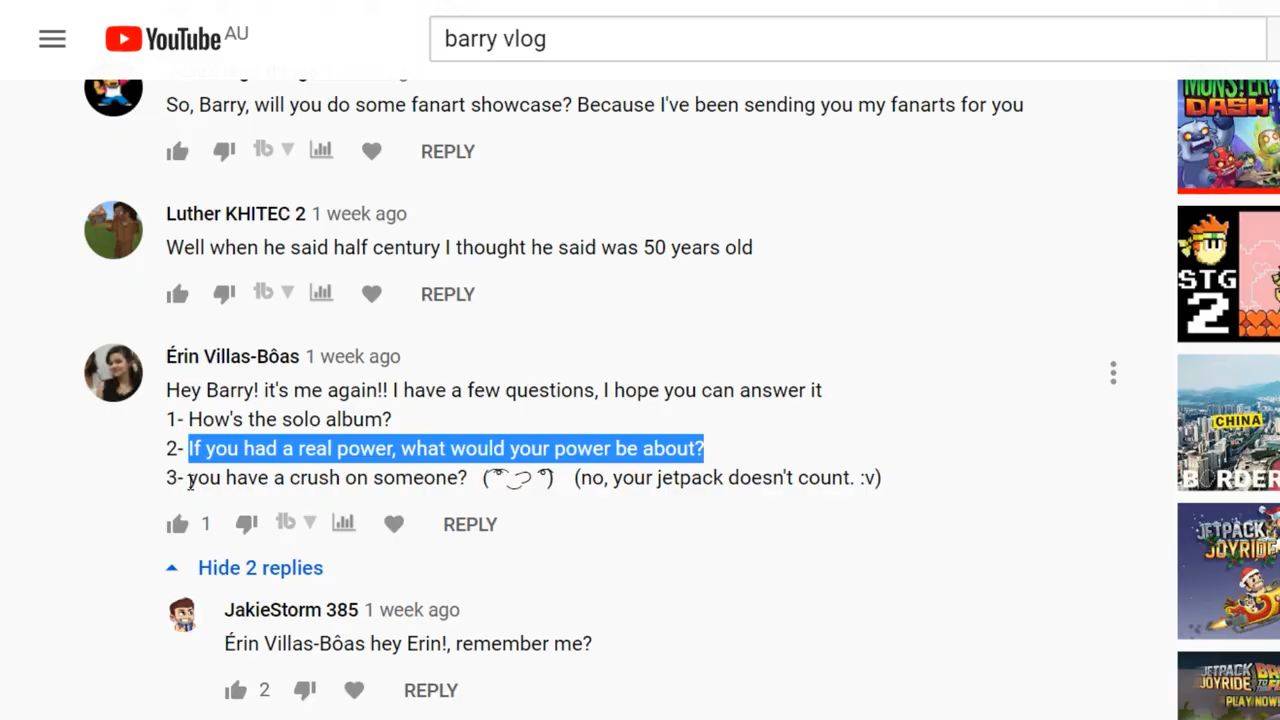 YouTube AU
barry vlog
So, Barry, will you do some fanart showcase? Because I've been sending you my fanarts for you
REPLY
Luther KHITEC 2 1 week ago
Well when he said half century I thought he said was 50 years old
REPLY
Érin Villas-Bôas 1 week ago
Hey Barry! it's me again!! I have a few questions, I hope you can answer it
1- How's the solo album?
2- If you had a real power, what would your power be about?
3- you have a crush on someone? ( ͡° ͜ʖ ͡°) (no, your jetpack doesn't count. :v)
1 REPLY
Hide 2 replies
JakieStorm 385 1 week ago
Érin Villas-Bôas hey Erin!, remember me?
2 REPLY
MONSTER
DASH
STG
2
CHINA
BORDER
JETPACK
JOYRIDE
JETPACK
JOYRIDE
PLAY NOW!